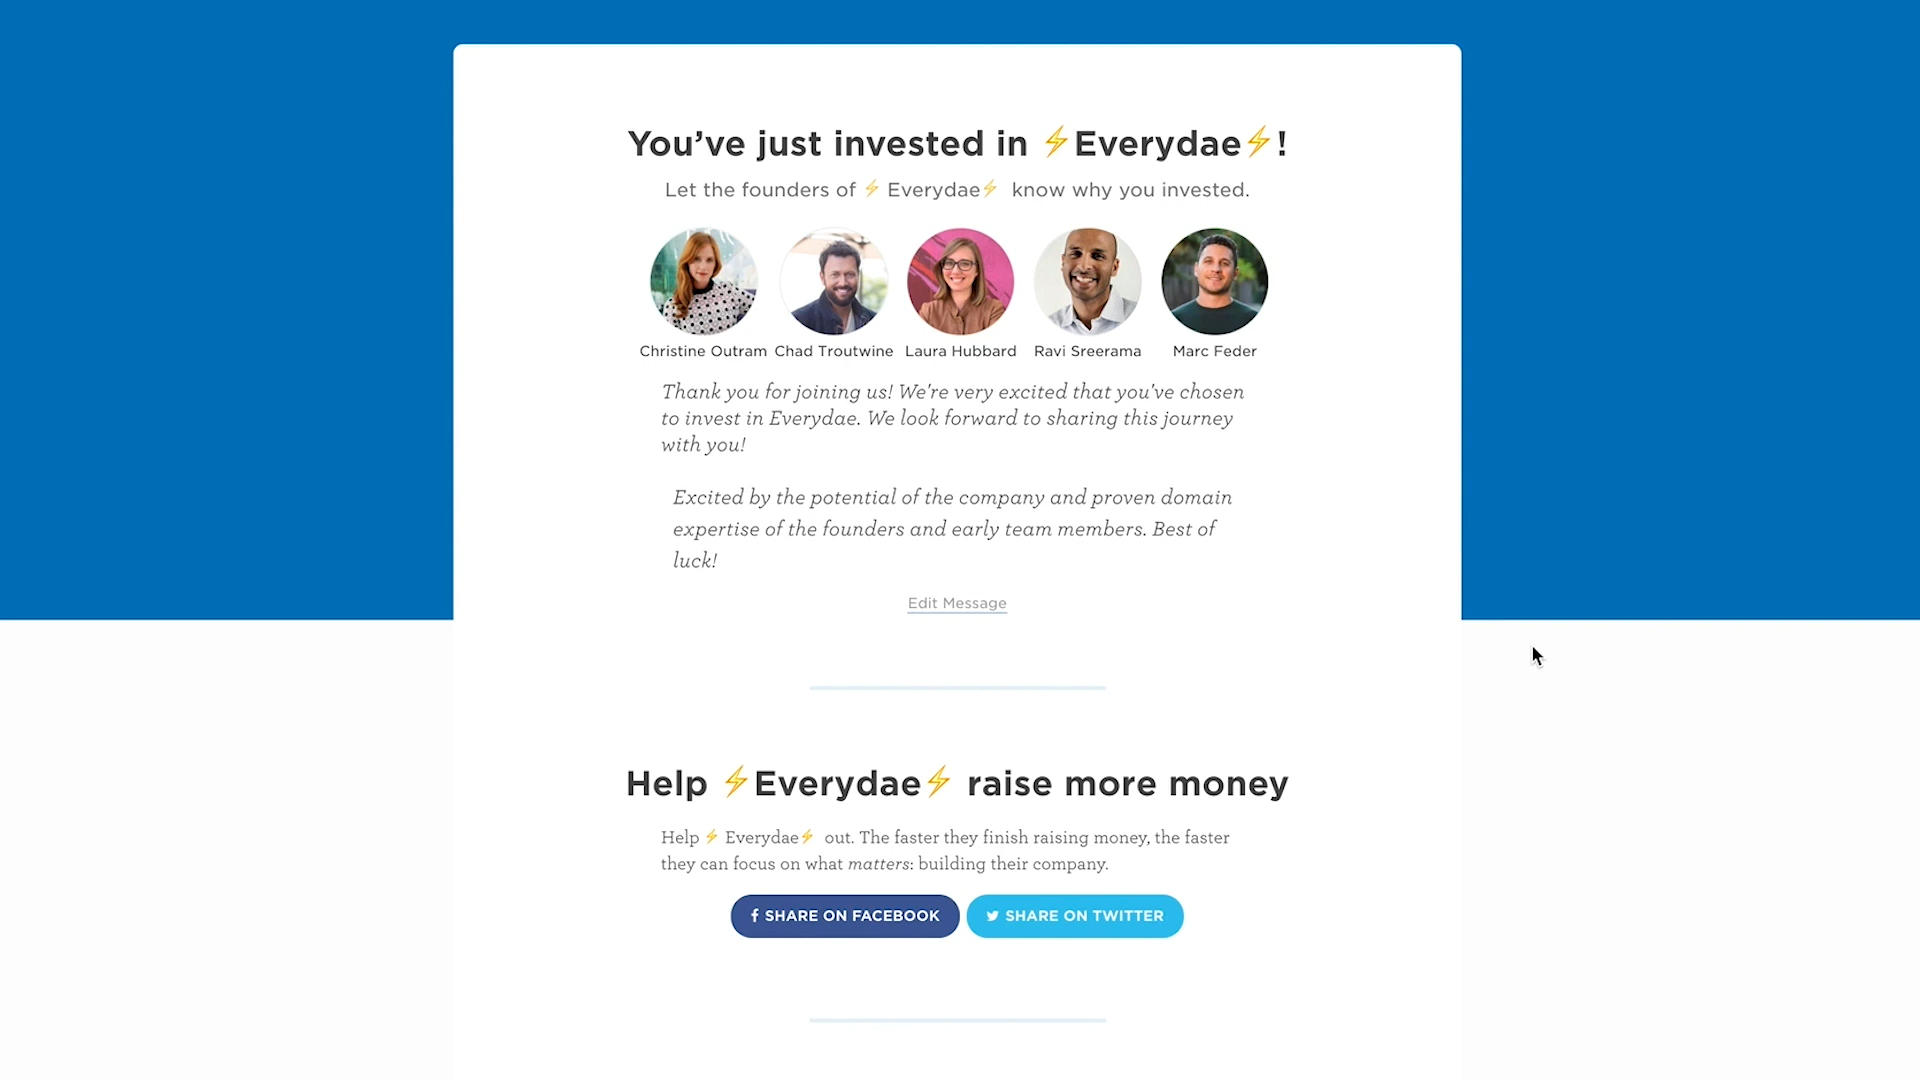 You’ve just invested in ⚡Everydae⚡!
Let the founders of ⚡Everydae⚡ know why you invested.
Christine Outram Chad Troutwine Laura Hubbard Ravi Sreerama Marc Feder
Thank you for joining us! We're very excited that you've chosen
to invest in Everydae. We look forward to sharing this journey
with you!
Excited by the potential of the company and proven domain
expertise of the founders and early team members. Best of
luck!
Edit Message
Help ⚡Everydae⚡ raise more money
Help ⚡Everydae⚡ out. The faster they finish raising money, the faster
they can focus on what matters: building their company.
SHARE ON FACEBOOK SHARE ON TWITTER